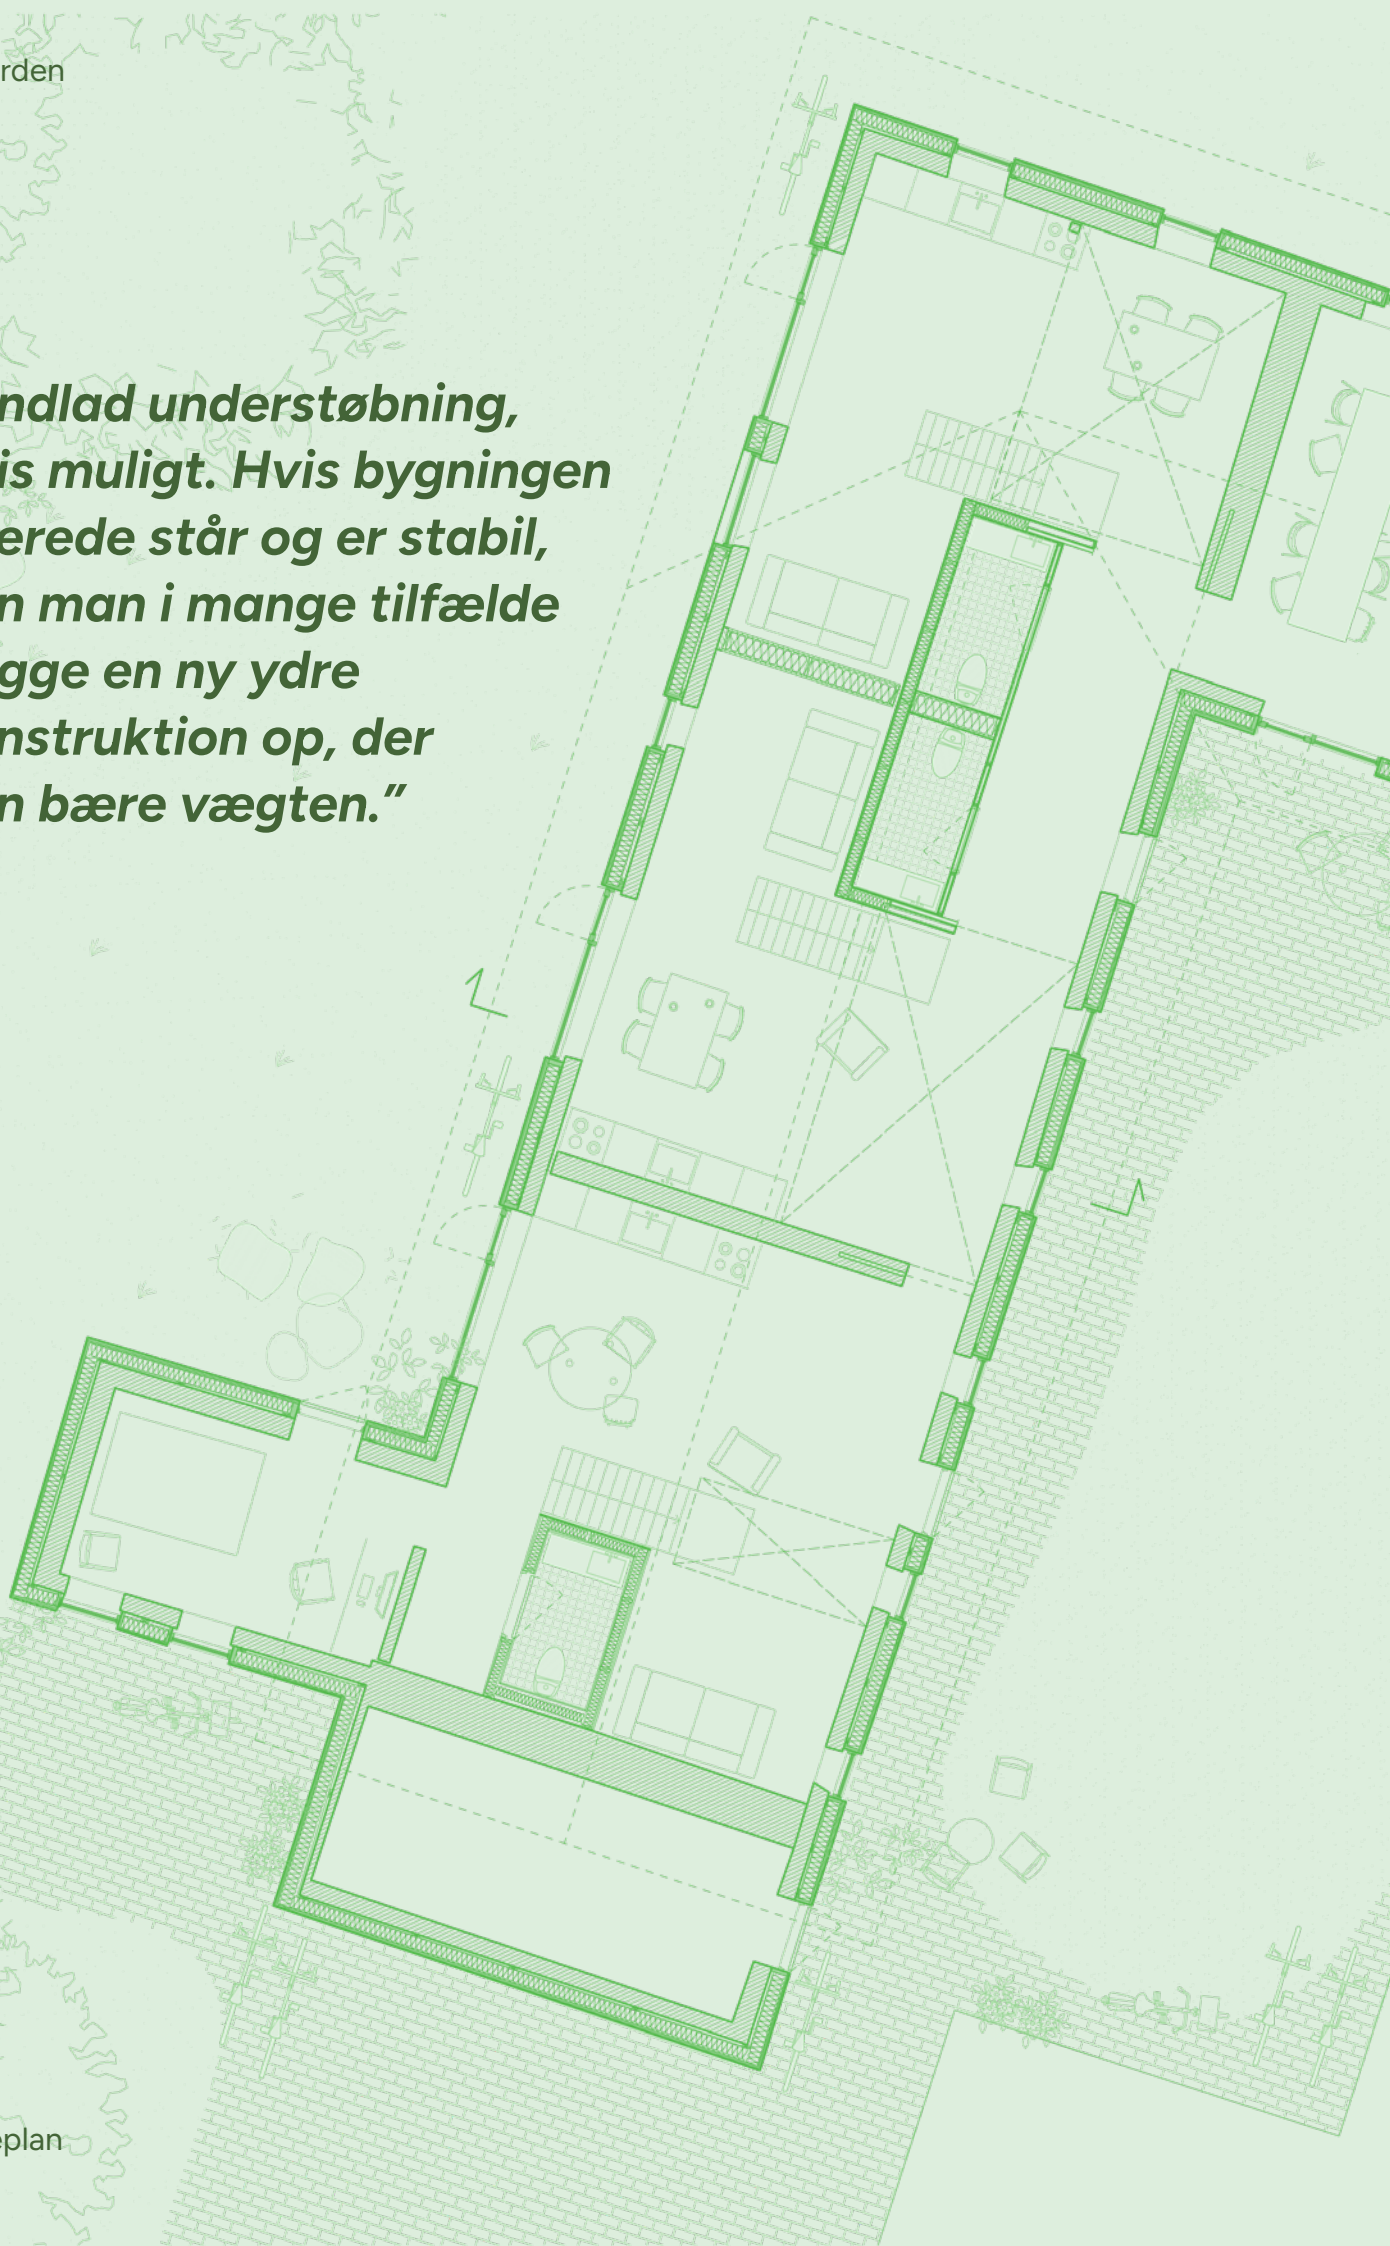 rden
ndlad understøbning,
is muligt. Hvis bygningen
erede står og er stabil,
n man i mange tilfælde
gge en ny ydre
nstruktion op, der
n bære vægten.”
eplan